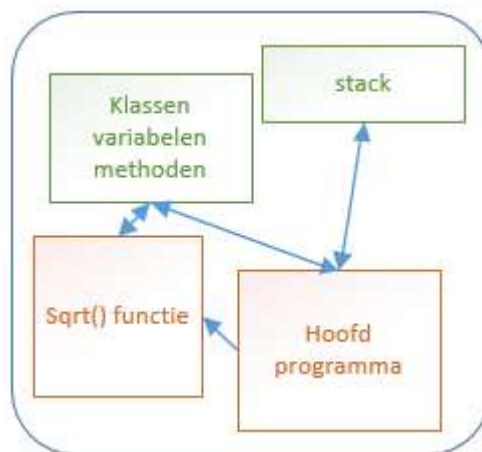 Klassen
variabelen
methoden
stack
Sqrt() functie
Hoofd
programma